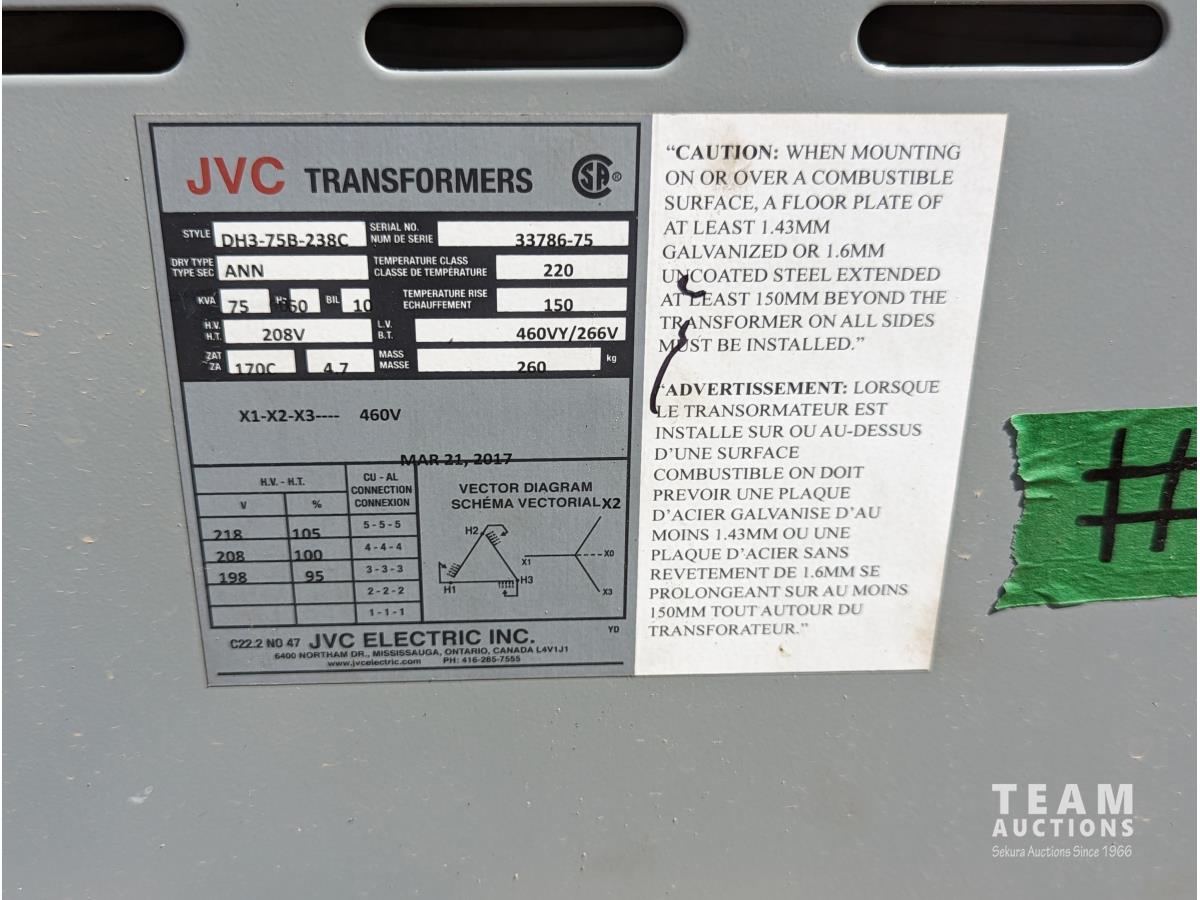 JVC TRANSFORMERS CSA®
STYLE DH3-75B-238C SERIAL NO. NUM DE SERIE 33786-75
DRY TYPE TYPE SEC ANN TEMPERATURE CLASS CLASSE DE TEMPÉRATURE 220
KVA 75 Hz 60 BIL 10 TEMPERATURE RISE ECHAUFFEMENT 150
H.V. H.T. 208V L.V. B.T. 460VY/266V
ZAT ZA 170C 4.7 MASS MASSE 260 kg
X1-X2-X3---- 460V
MAR 21, 2017
H.V. - H.T. CU - AL CONNECTION CONNEXION
V %
218 105 5-5-5
208 100 4-4-4
198 95 3-3-3
2-2-2
1-1-1
VECTOR DIAGRAM
SCHÉMA VECTORIAL X2
H2
X1 X0
H1 H3 X3
YD
C22.2 NO 47 JVC ELECTRIC INC.
6400 NORTHAM DR., MISSISSAUGA, ONTARIO, CANADA L4V1J1
www.jvcelectric.com PH: 416-285-7555
"CAUTION: WHEN MOUNTING
ON OR OVER A COMBUSTIBLE
SURFACE, A FLOOR PLATE OF
AT LEAST 1.43MM
GALVANIZED OR 1.6MM
UNCOATED STEEL EXTENDED
AT LEAST 150MM BEYOND THE
TRANSFORMER ON ALL SIDES
MUST BE INSTALLED."
"ADVERTISSEMENT: LORSQUE
LE TRANSORMATEUR EST
INSTALLE SUR OU AU-DESSUS
D'UNE SURFACE
COMBUSTIBLE ON DOIT
PREVOIR UNE PLAQUE
D'ACIER GALVANISE D'AU
MOINS 1.43MM OU UNE
PLAQUE D'ACIER SANS
REVETEMENT DE 1.6MM SE
PROLONGEANT SUR AU MOINS
150MM TOUT AUTOUR DU
TRANSFORATEUR."
#
TEAM
AUCTIONS
Sekura Auctions Since 1966